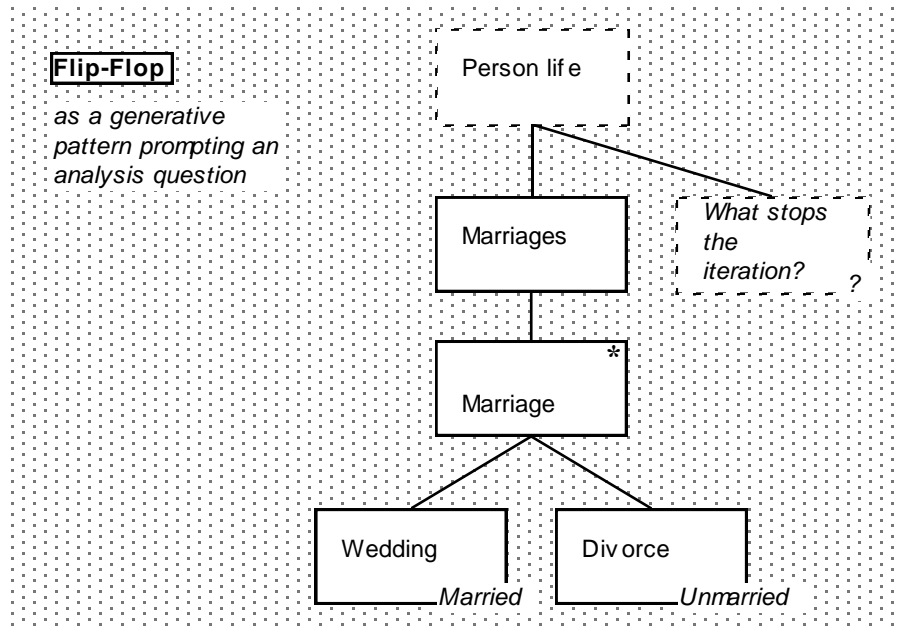 Flip-Flop
as a generative
pattern prompting an
analysis question
Person life
Marriages
What stops
the
iteration?
?
*
Marriage
Wedding
Married
Divorce
Unmarried